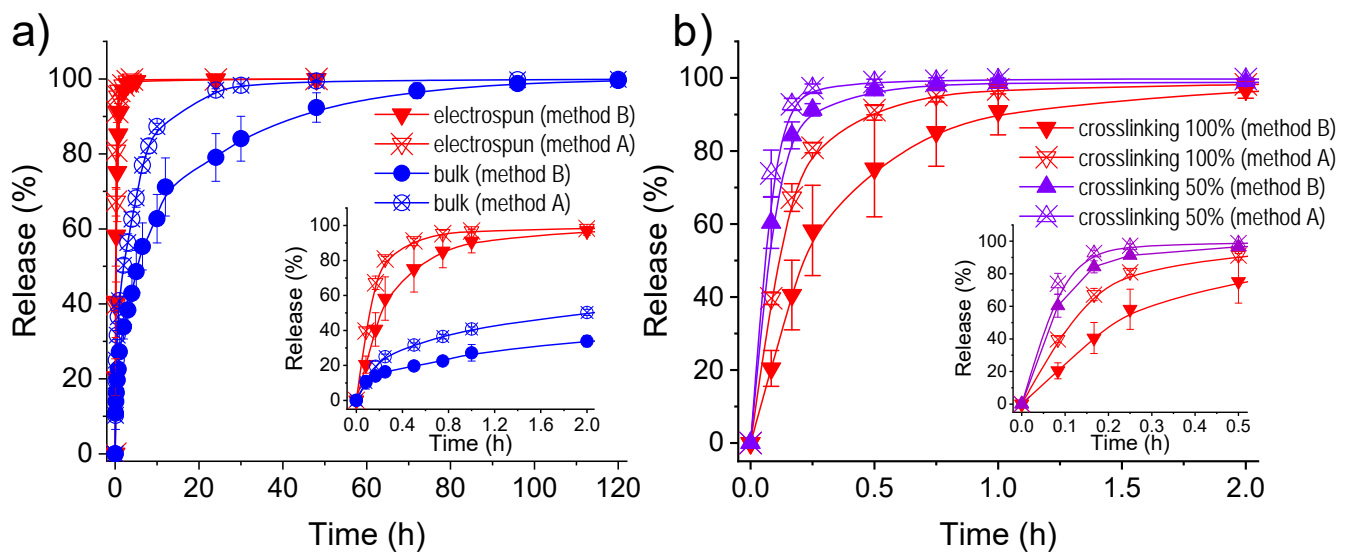 a)
Release (%)
100
80
60
40
20
0
electrospun (method B)
electrospun (method A)
bulk (method B)
bulk (method A)
Release (%)
100
80
60
40
20
0
0.0 0.4 0.8 1.2 1.6 2.0
Time (h)
0 20 40 60 80 100 120
Time (h)
b)
Release (%)
100
80
60
40
20
0
crosslinking 100% (method B)
crosslinking 100% (method A)
crosslinking 50% (method B)
crosslinking 50% (method A)
Release (%)
100
80
60
40
20
0
0.0 0.1 0.2 0.3 0.4 0.5
Time (h)
0.0 0.5 1.0 1.5 2.0
Time (h)